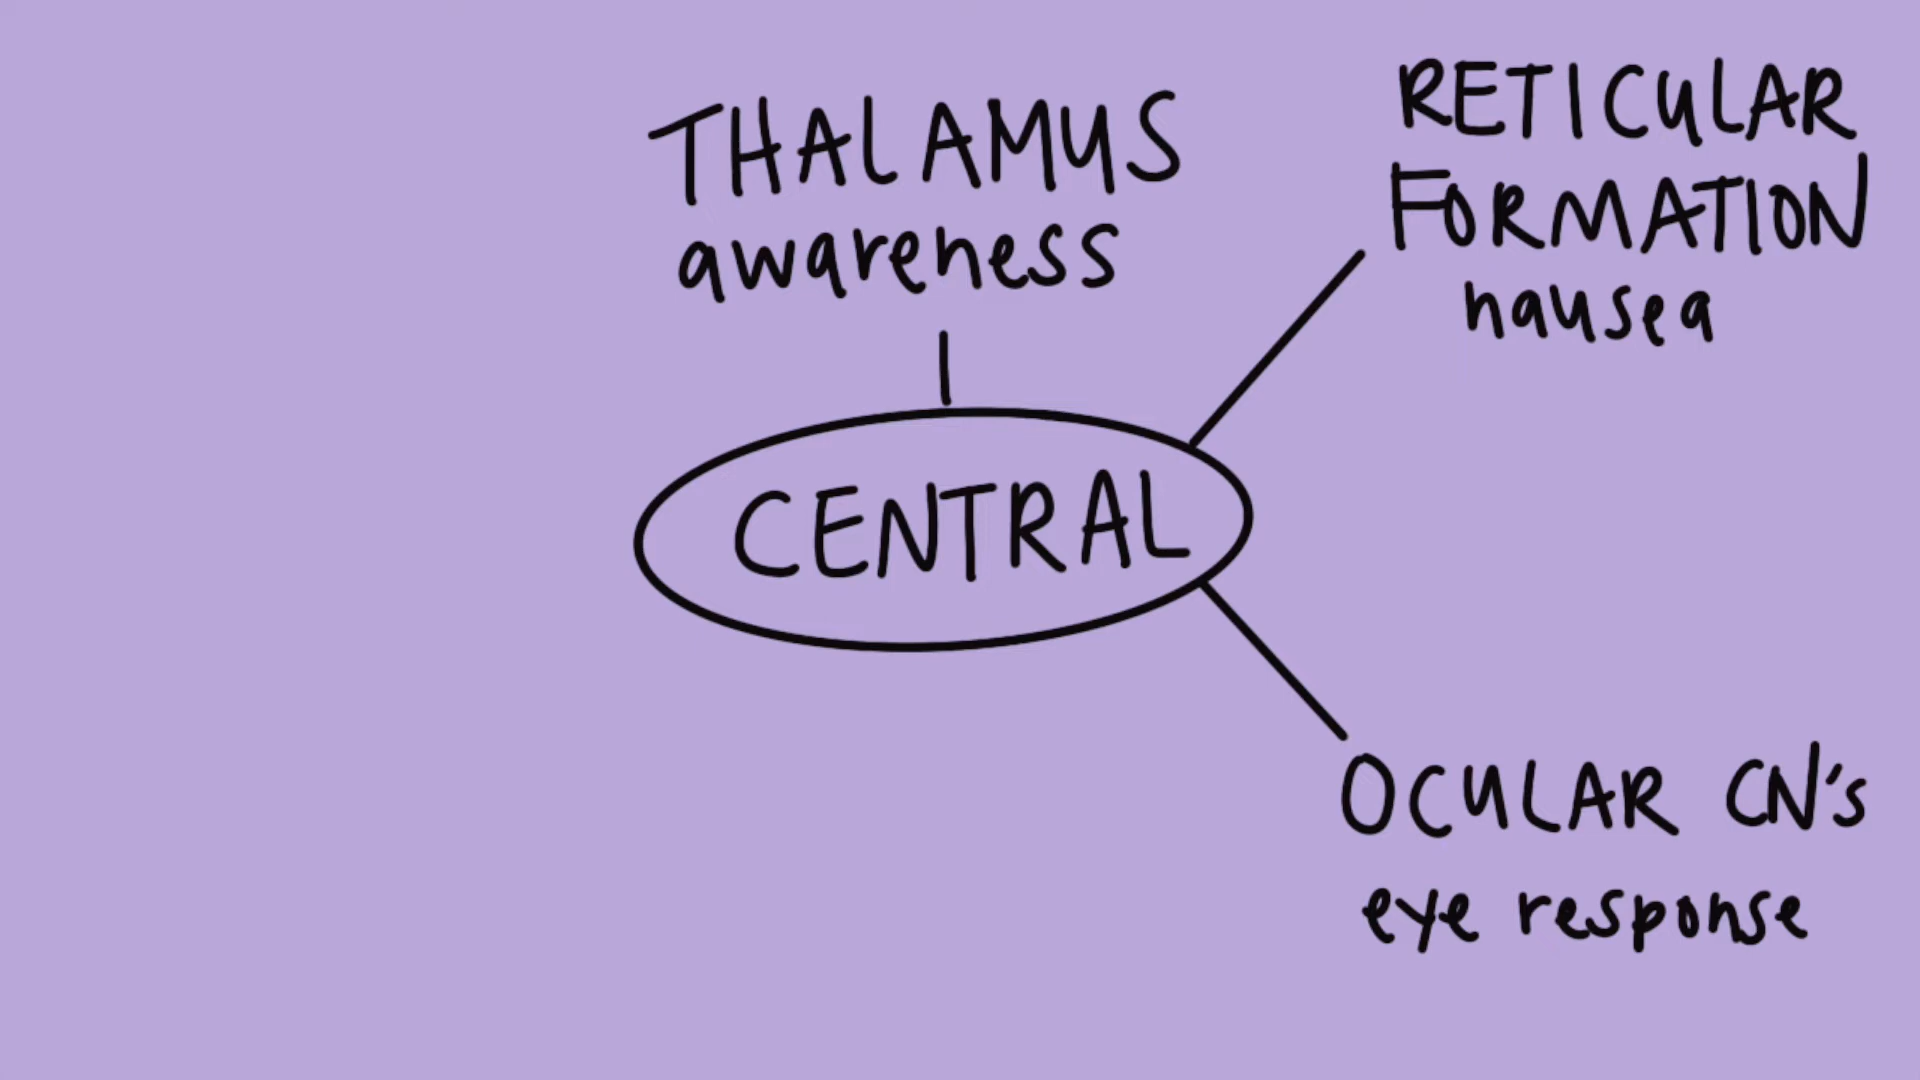 THALAMUS
awareness
RETICULAR
FORMATION
nausea
CENTRAL
OCULAR CN's
eye response